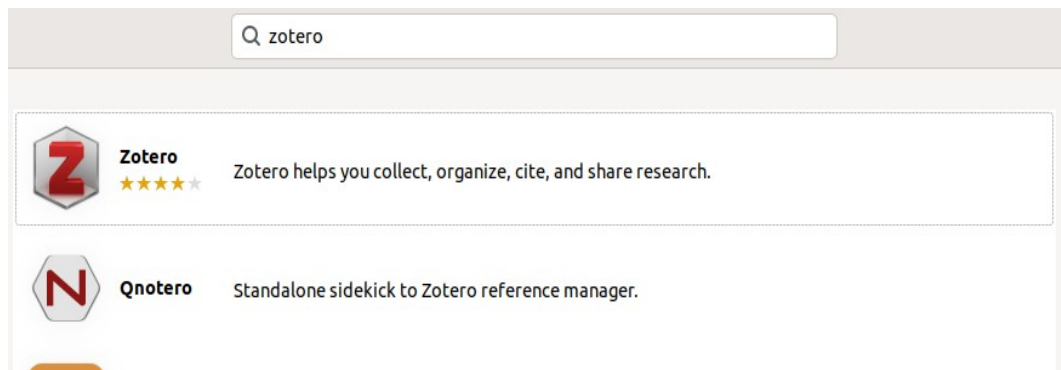 zotero
Zotero
Zotero helps you collect, organize, cite, and share research.
Qnotero
Standalone sidekick to Zotero reference manager.